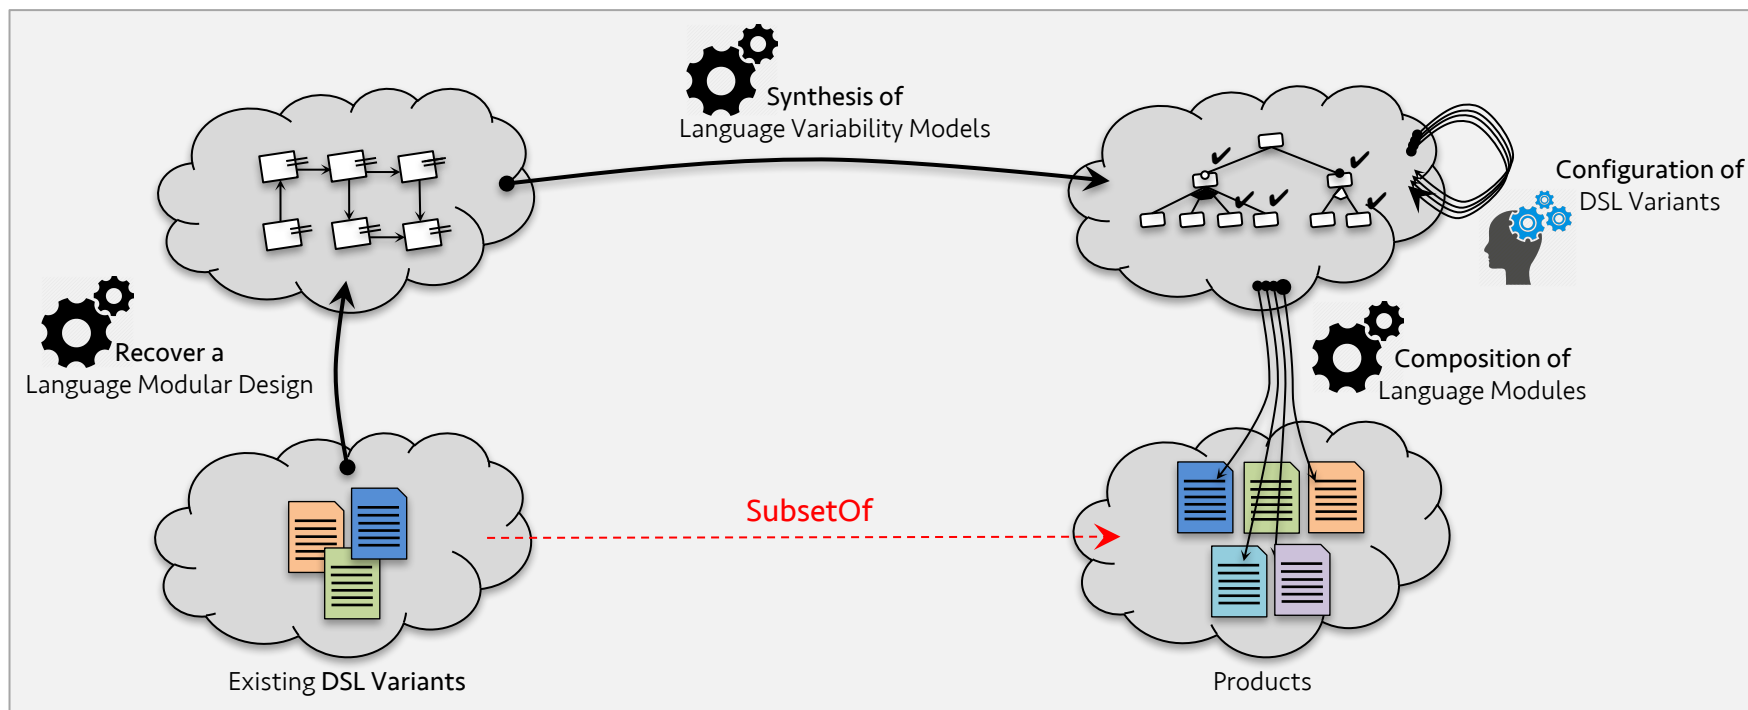 Synthesis of
Language Variability Models
Configuration of
DSL Variants
Recover a
Language Modular Design
Composition of
Language Modules
SubsetOf
Existing DSL Variants
Products